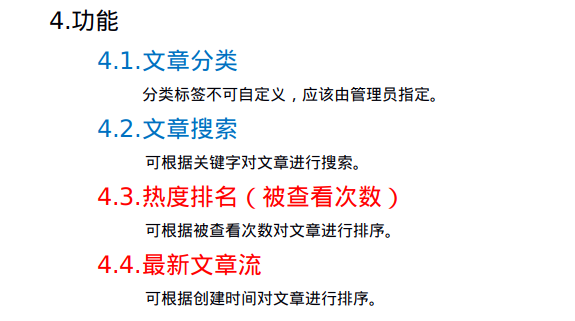 4.功能
4.1.文章分类
分类标签不可自定义，应该由管理员指定。
4.2.文章搜索
可根据关键字对文章进行搜索。
4.3.热度排名（被查看次数）
可根据被查看次数对文章进行排序。
4.4.最新文章流
可根据创建时间对文章进行排序。